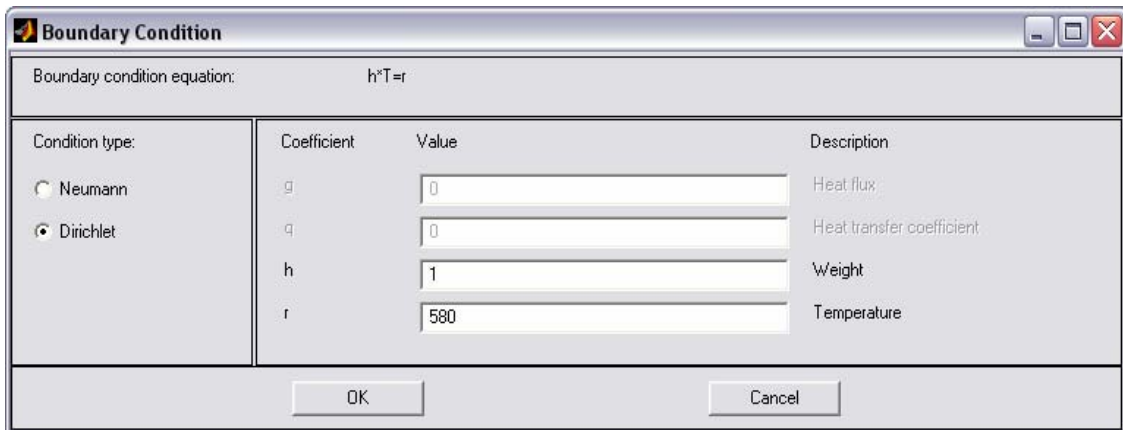 Boundary Condition
Boundary condition equation: h*T=r
Condition type: Coefficient Value Description
Neumann g 0 Heat flux
Dirichlet q 0 Heat transfer coefficient
h 1 Weight
r 580 Temperature
OK Cancel